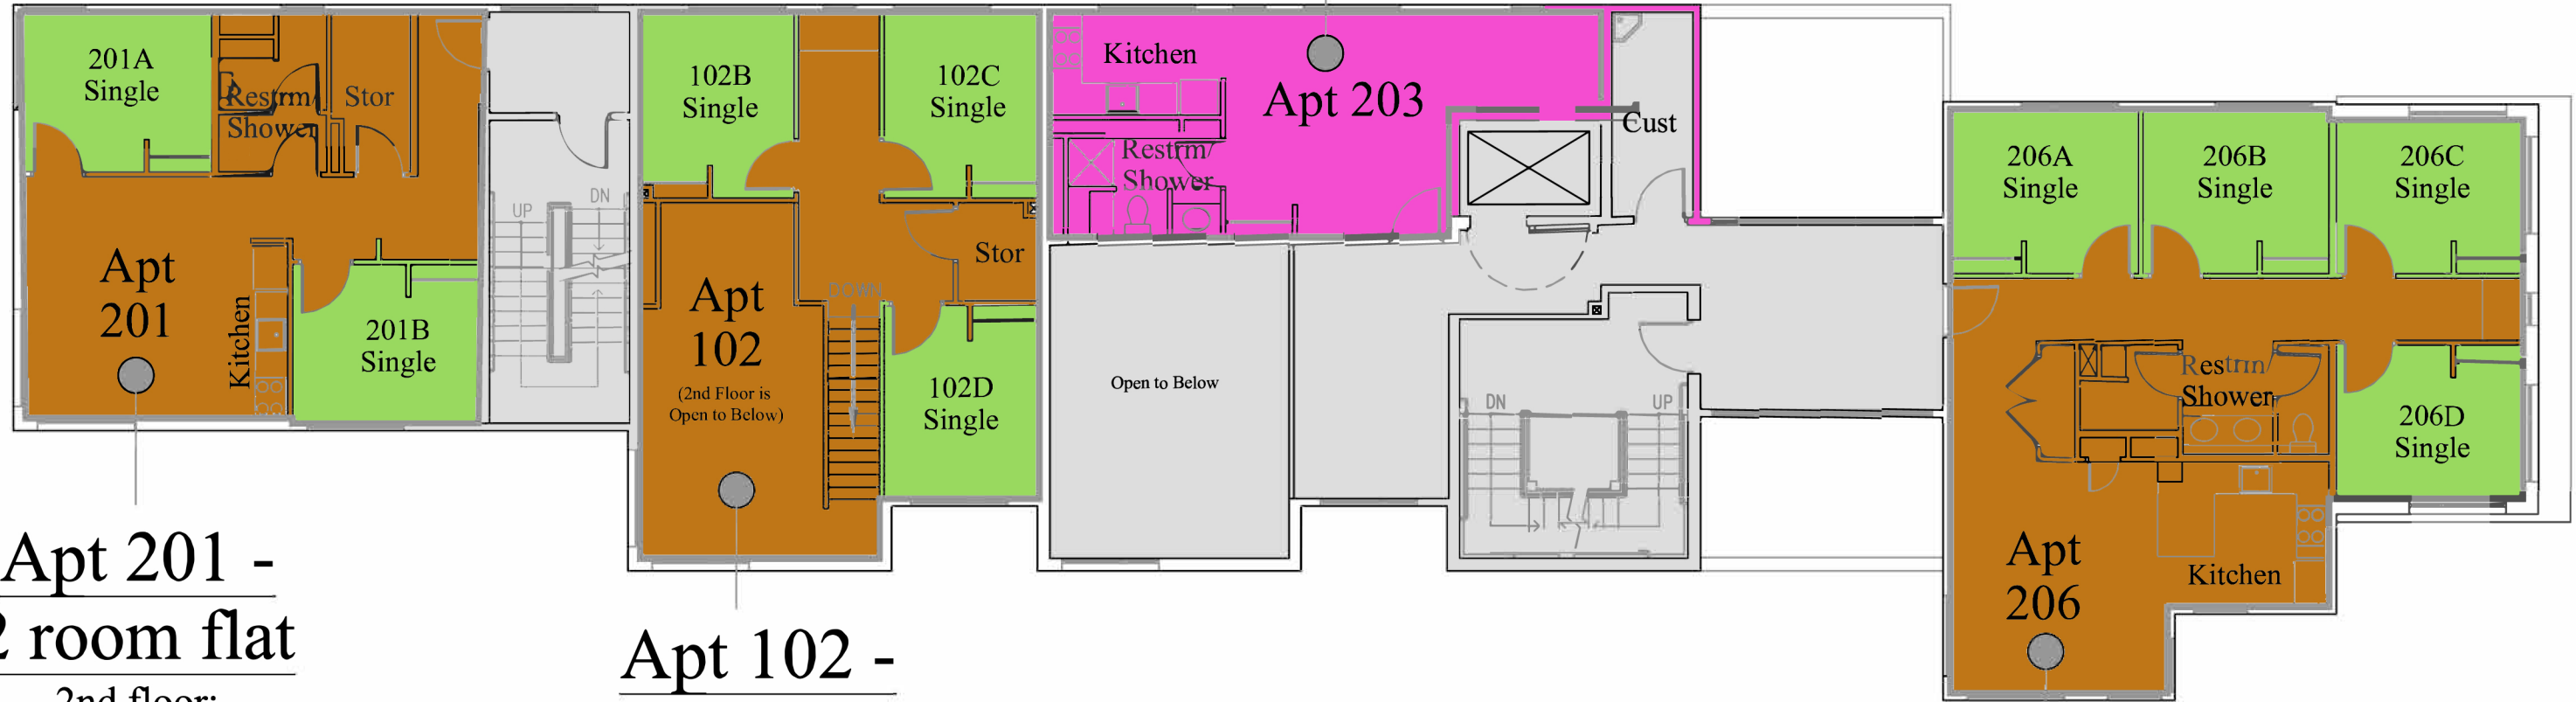 201A
Single
Restrm/
Shower
Stor
Apt
201
Kitchen
201B
Single
UP
DN
102B
Single
102C
Single
Stor
Apt
102
(2nd Floor is
Open to Below)
DOWN
102D
Single
Kitchen
Apt 203
Restrm/
Shower
Cust
Open to Below
DN
UP
206A
Single
206B
Single
206C
Single
Restrm/
Shower
206D
Single
Apt
206
Kitchen
Apt 201 -
2 room flat
2nd floor:
Apt 102 -